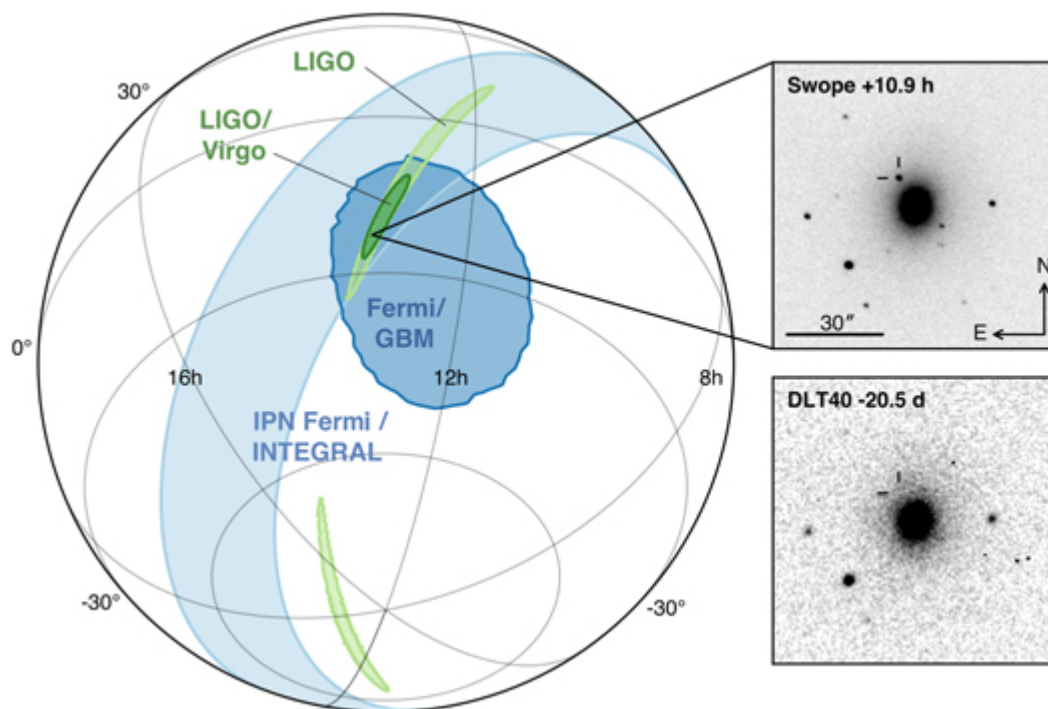 LIGO
LIGO/
Virgo
30°
Fermi/
GBM
0°
16h
12h
8h
IPN Fermi /
INTEGRAL
-30°
-30°
Swope +10.9 h
N
E
30"
DLT40 -20.5 d